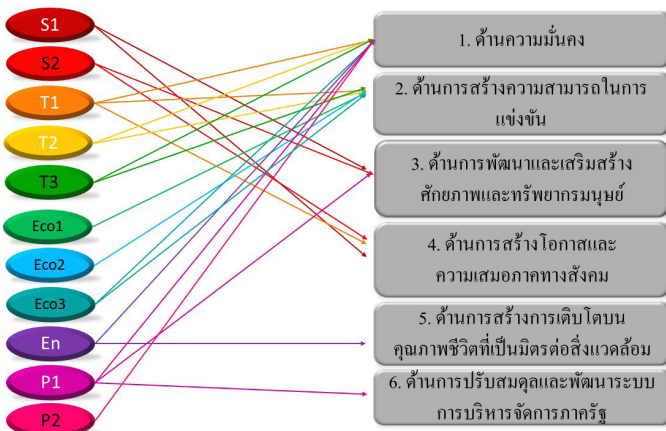 S1
S2
T1
T2
T3
Eco1
Eco2
Eco3
En
P1
P2
1. ด้านความมั่นคง
2. ด้านการสร้างความสามารถในการ
แข่งขัน
3. ด้านการพัฒนาและเสริมสร้าง
ศักยภาพและทรัพยากรมนุษย์
4. ด้านการสร้างโอกาสและ
ความเสมอภาคทางสังคม
5. ด้านการสร้างการเติบโตบน
คุณภาพชีวิตที่เป็นมิตรต่อสิ่งแวดล้อม
6. ด้านการปรับสมดุลและพัฒนาระบบ
การบริหารจัดการภาครัฐ